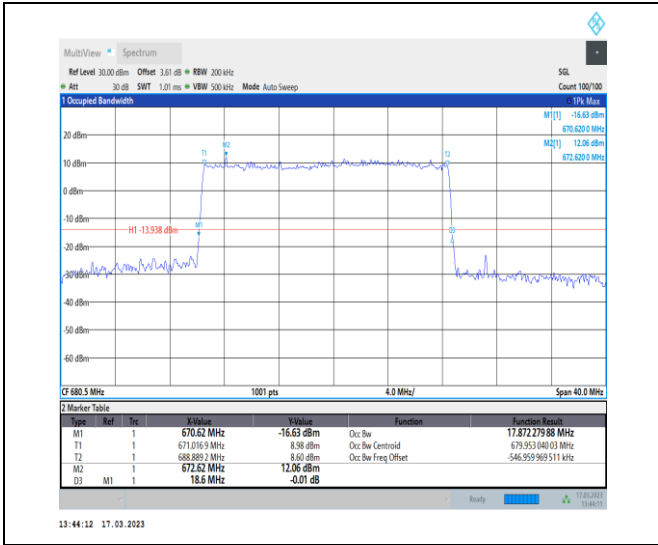 MultiView Spectrum
Ref Level 30.00 dBm Offset 3.61 dB RBW 200 kHz SGL
Att 30 dB SWT 1.01 ms VBW 500 kHz Mode Auto Sweep Count 100/100
1 Occupied Bandwidth 1Pk Max
M1[1] -16.63 dBm
670.6200 MHz
M2[1] 12.06 dBm
672.6200 MHz
20 dBm
M2
T1 T2
10 dBm
0 dBm
-10 dBm
M1
H1 -13.938 dBm
D3
-20 dBm
-30 dBm
-40 dBm
-50 dBm
-60 dBm
CF 680.5 MHz 1001 pts 4.0 MHz/ Span 40.0 MHz
2 Marker Table
Type Ref Trc X-Value Y-Value Function Function Result
M1 1 670.62 MHz -16.63 dBm Occ Bw 17.872 279 88 MHz
T1 1 671.016 9 MHz 8.98 dBm Occ Bw Centroid 679.953 040 03 MHz
T2 1 688.889 2 MHz 8.60 dBm Occ Bw Freq Offset -546.959 969 511 kHz
M2 1 672.62 MHz 12.06 dBm
D3 M1 1 18.6 MHz -0.01 dB
Ready 17.03.2023
13:44:11
13:44:12 17.03.2023